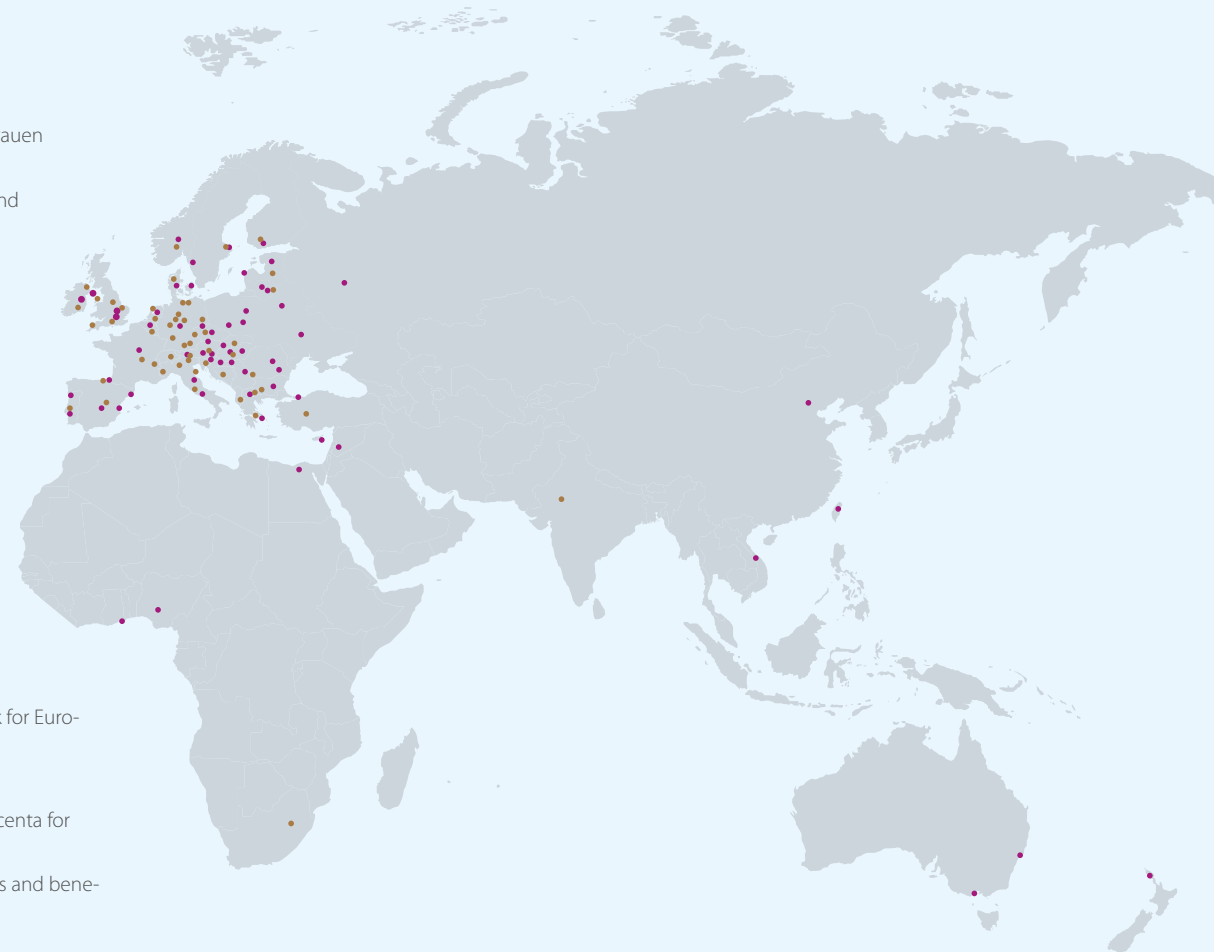 auen
nd
k for Euro-
centa for
s and bene-